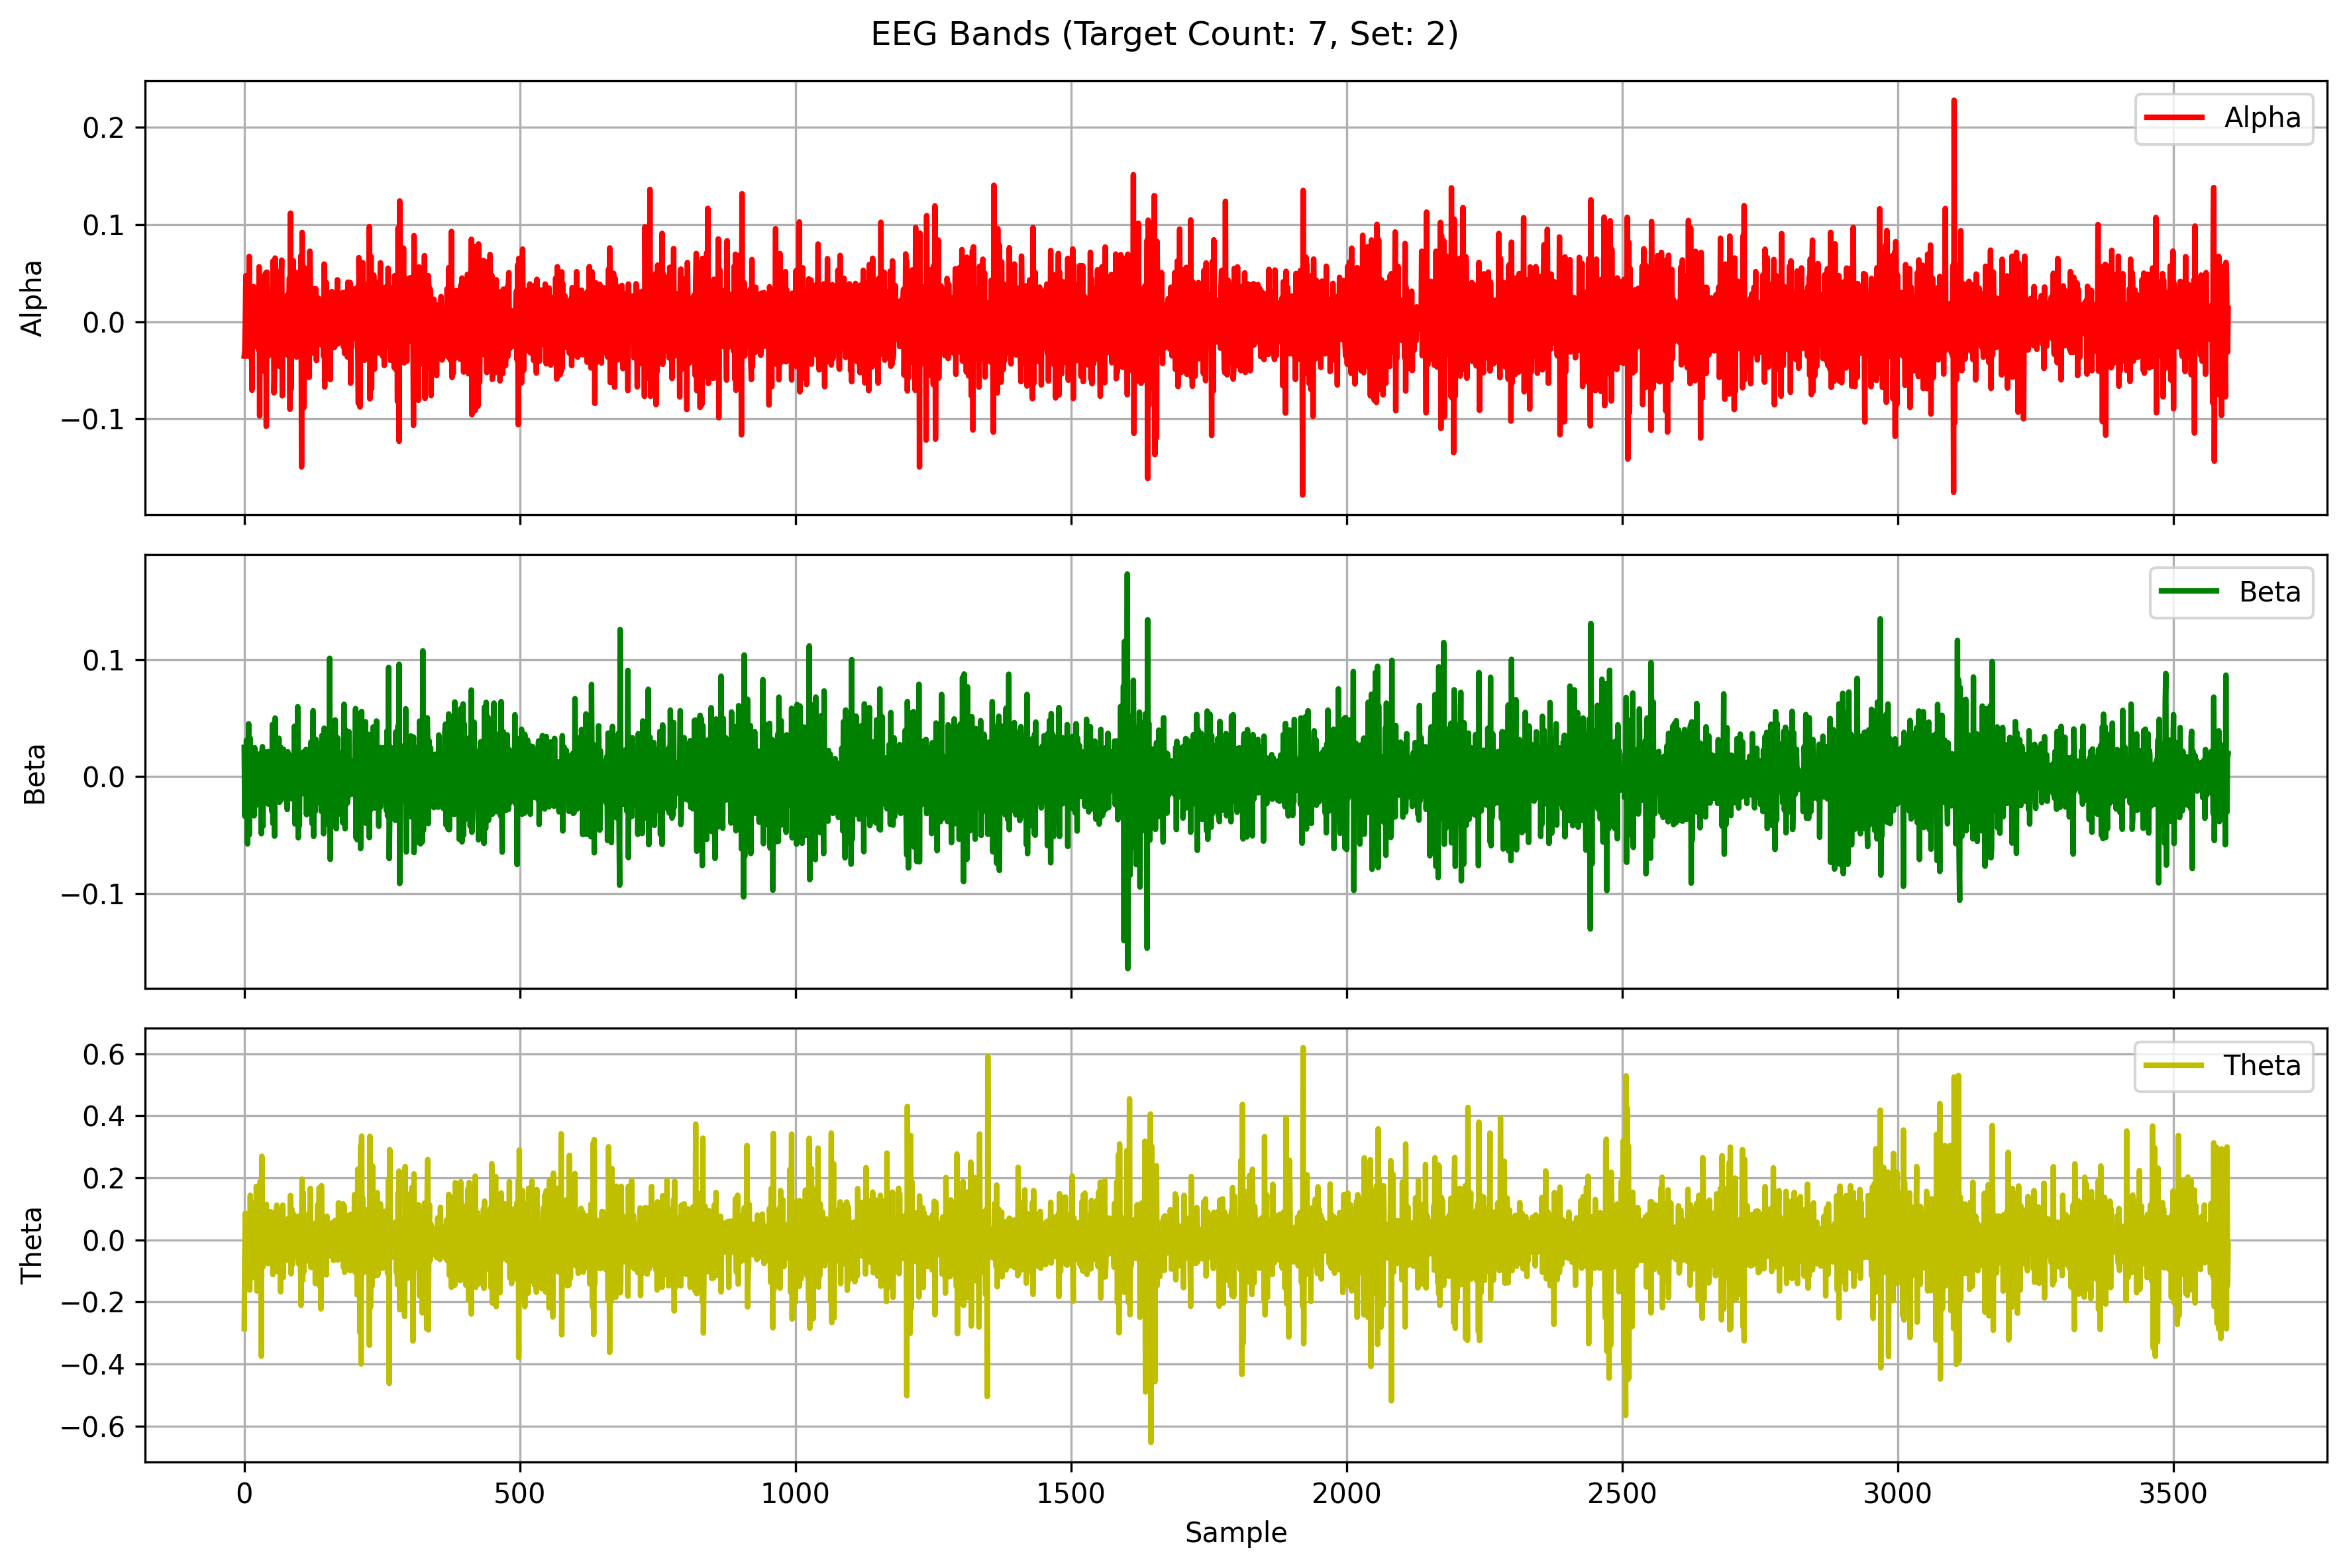 EEG Bands (Target Count: 7, Set: 2)
Alpha
0.2
0.1
0.0
−0.1
Alpha
Beta
0.1
0.0
−0.1
Beta
Theta
0.6
0.4
0.2
0.0
−0.2
−0.4
−0.6
Theta
0 500 1000 1500 2000 2500 3000 3500
Sample